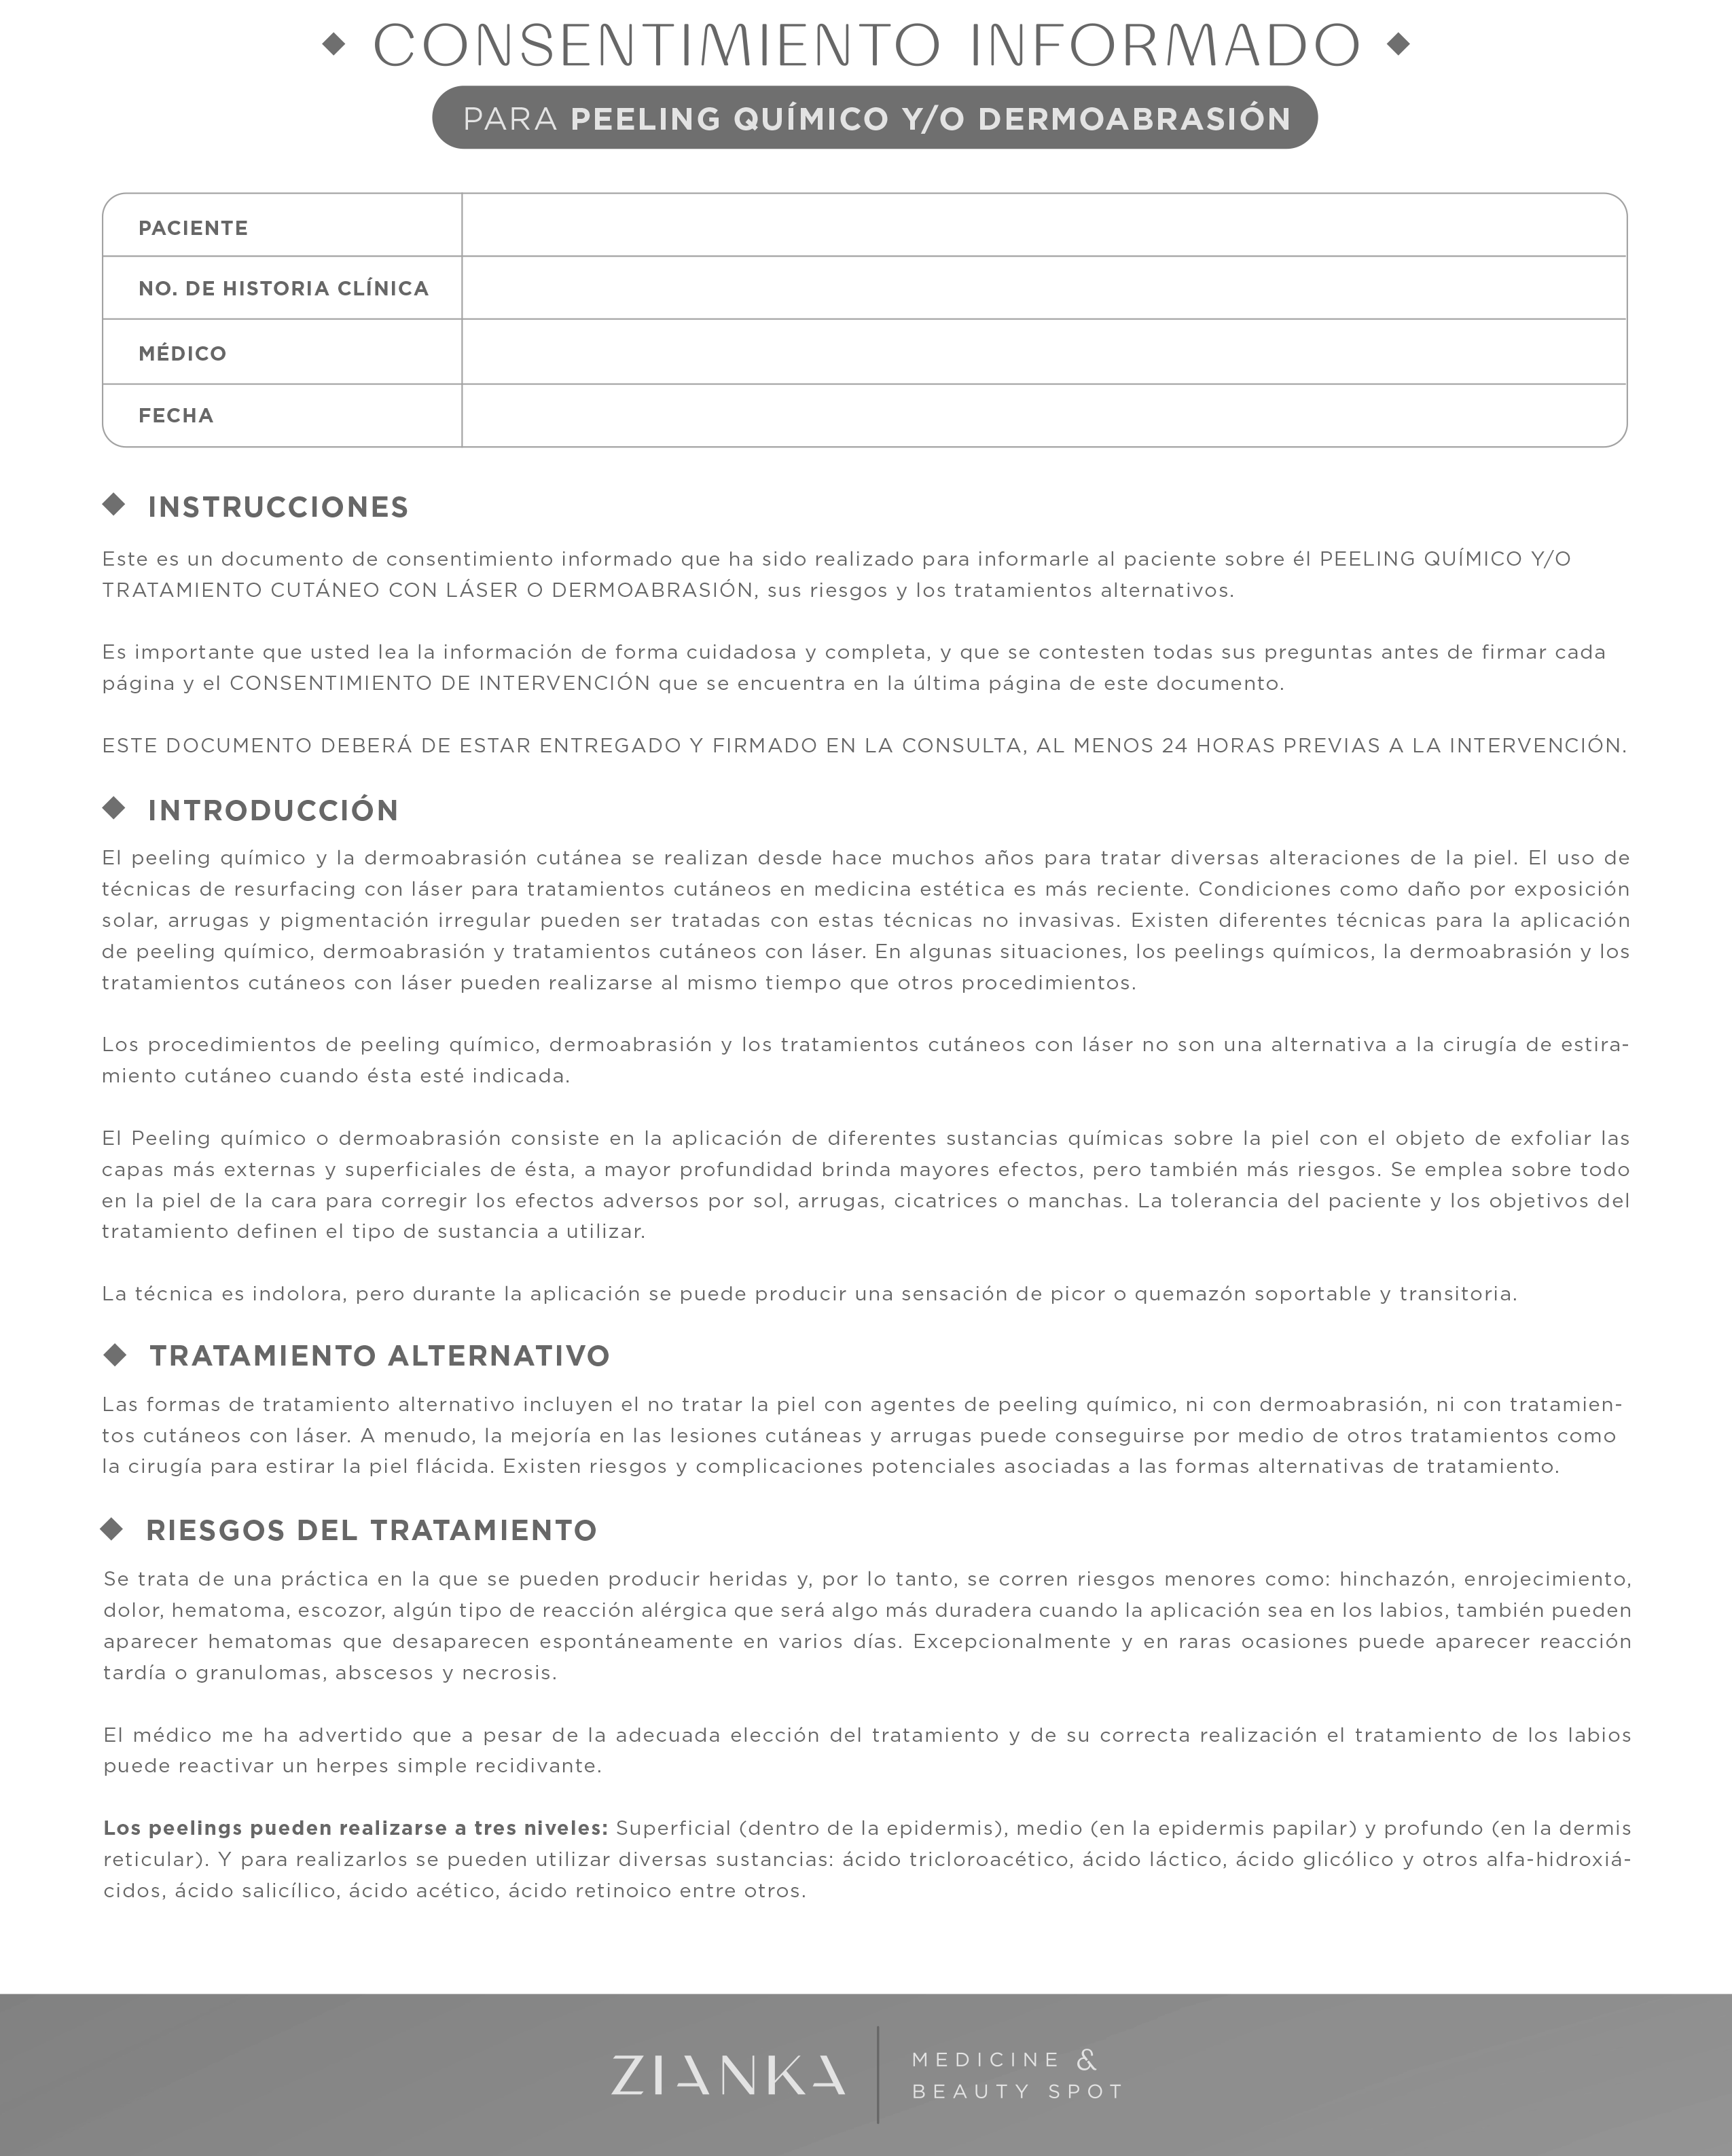 CONSENTIMIENTO INFORMADO
PARA PEELING QUÍMICO Y/O DERMOABRASIÓN
PACIENTE
NO. DE HISTORIA CLÍNICA
MÉDICO
FECHA
INSTRUCCIONES
Este es un documento de consentimiento informado que ha sido realizado para informarle al paciente sobre él PEELING QUÍMICO Y/O
TRATAMIENTO CUTÁNEO CON LÁSER O DERMOABRASIÓN, sus riesgos y los tratamientos alternativos.
Es importante que usted lea la información de forma cuidadosa y completa, y que se contesten todas sus preguntas antes de firmar cada
página y el CONSENTIMIENTO DE INTERVENCIÓN que se encuentra en la última página de este documento.
ESTE DOCUMENTO DEBERÁ DE ESTAR ENTREGADO Y FIRMADO EN LA CONSULTA, AL MENOS 24 HORAS PREVIAS A LA INTERVENCIÓN.
INTRODUCCIÓN
El peeling químico y la dermoabrasión cutánea se realizan desde hace muchos años para tratar diversas alteraciones de la piel. El uso de
técnicas de resurfacing con láser para tratamientos cutáneos en medicina estética es más reciente. Condiciones como daño por exposición
solar, arrugas y pigmentación irregular pueden ser tratadas con estas técnicas no invasivas. Existen diferentes técnicas para la aplicación
de peeling químico, dermoabrasión y tratamientos cutáneos con láser. En algunas situaciones, los peelings químicos, la dermoabrasión y los
tratamientos cutáneos con láser pueden realizarse al mismo tiempo que otros procedimientos.
Los procedimientos de peeling químico, dermoabrasión y los tratamientos cutáneos con láser no son una alternativa a la cirugía de estira-
miento cutáneo cuando ésta esté indicada.
El Peeling químico o dermoabrasión consiste en la aplicación de diferentes sustancias químicas sobre la piel con el objeto de exfoliar las
capas más externas y superficiales de ésta, a mayor profundidad brinda mayores efectos, pero también más riesgos. Se emplea sobre todo
en la piel de la cara para corregir los efectos adversos por sol, arrugas, cicatrices o manchas. La tolerancia del paciente y los objetivos del
tratamiento definen el tipo de sustancia a utilizar.
La técnica es indolora, pero durante la aplicación se puede producir una sensación de picor o quemazón soportable y transitoria.
TRATAMIENTO ALTERNATIVO
Las formas de tratamiento alternativo incluyen el no tratar la piel con agentes de peeling químico, ni con dermoabrasión, ni con tratamien-
tos cutáneos con láser. A menudo, la mejoría en las lesiones cutáneas y arrugas puede conseguirse por medio de otros tratamientos como
la cirugía para estirar la piel flácida. Existen riesgos y complicaciones potenciales asociadas a las formas alternativas de tratamiento.
RIESGOS DEL TRATAMIENTO
Se trata de una práctica en la que se pueden producir heridas y, por lo tanto, se corren riesgos menores como: hinchazón, enrojecimiento,
dolor, hematoma, escozor, algún tipo de reacción alérgica que será algo más duradera cuando la aplicación sea en los labios, también pueden
aparecer hematomas que desaparecen espontáneamente en varios días. Excepcionalmente y en raras ocasiones puede aparecer reacción
tardía o granulomas, abscesos y necrosis.
El médico me ha advertido que a pesar de la adecuada elección del tratamiento y de su correcta realización el tratamiento de los labios
puede reactivar un herpes simple recidivante.
Los peelings pueden realizarse a tres niveles: Superficial (dentro de la epidermis), medio (en la epidermis papilar) y profundo (en la dermis
reticular). Y para realizarlos se pueden utilizar diversas sustancias: ácido tricloroacético, ácido láctico, ácido glicólico y otros alfa-hidroxiá-
cidos, ácido salicílico, ácido acético, ácido retinoico entre otros.
ZIANKA
MEDICINE &
BEAUTY SPOT